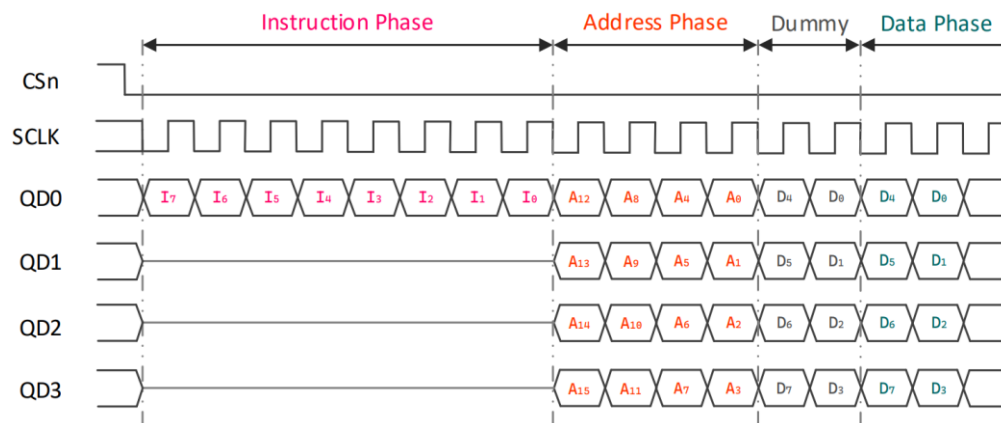 Instruction Phase Address Phase Dummy Data Phase
CSn
SCLK
QD0 I7 I6 I5 I4 I3 I2 I1 I0 A12 A8 A4 A0 D4 D0 D4 D0
QD1 A13 A9 A5 A1 D5 D1 D5 D1
QD2 A14 A10 A6 A2 D6 D2 D6 D2
QD3 A15 A11 A7 A3 D7 D3 D7 D3